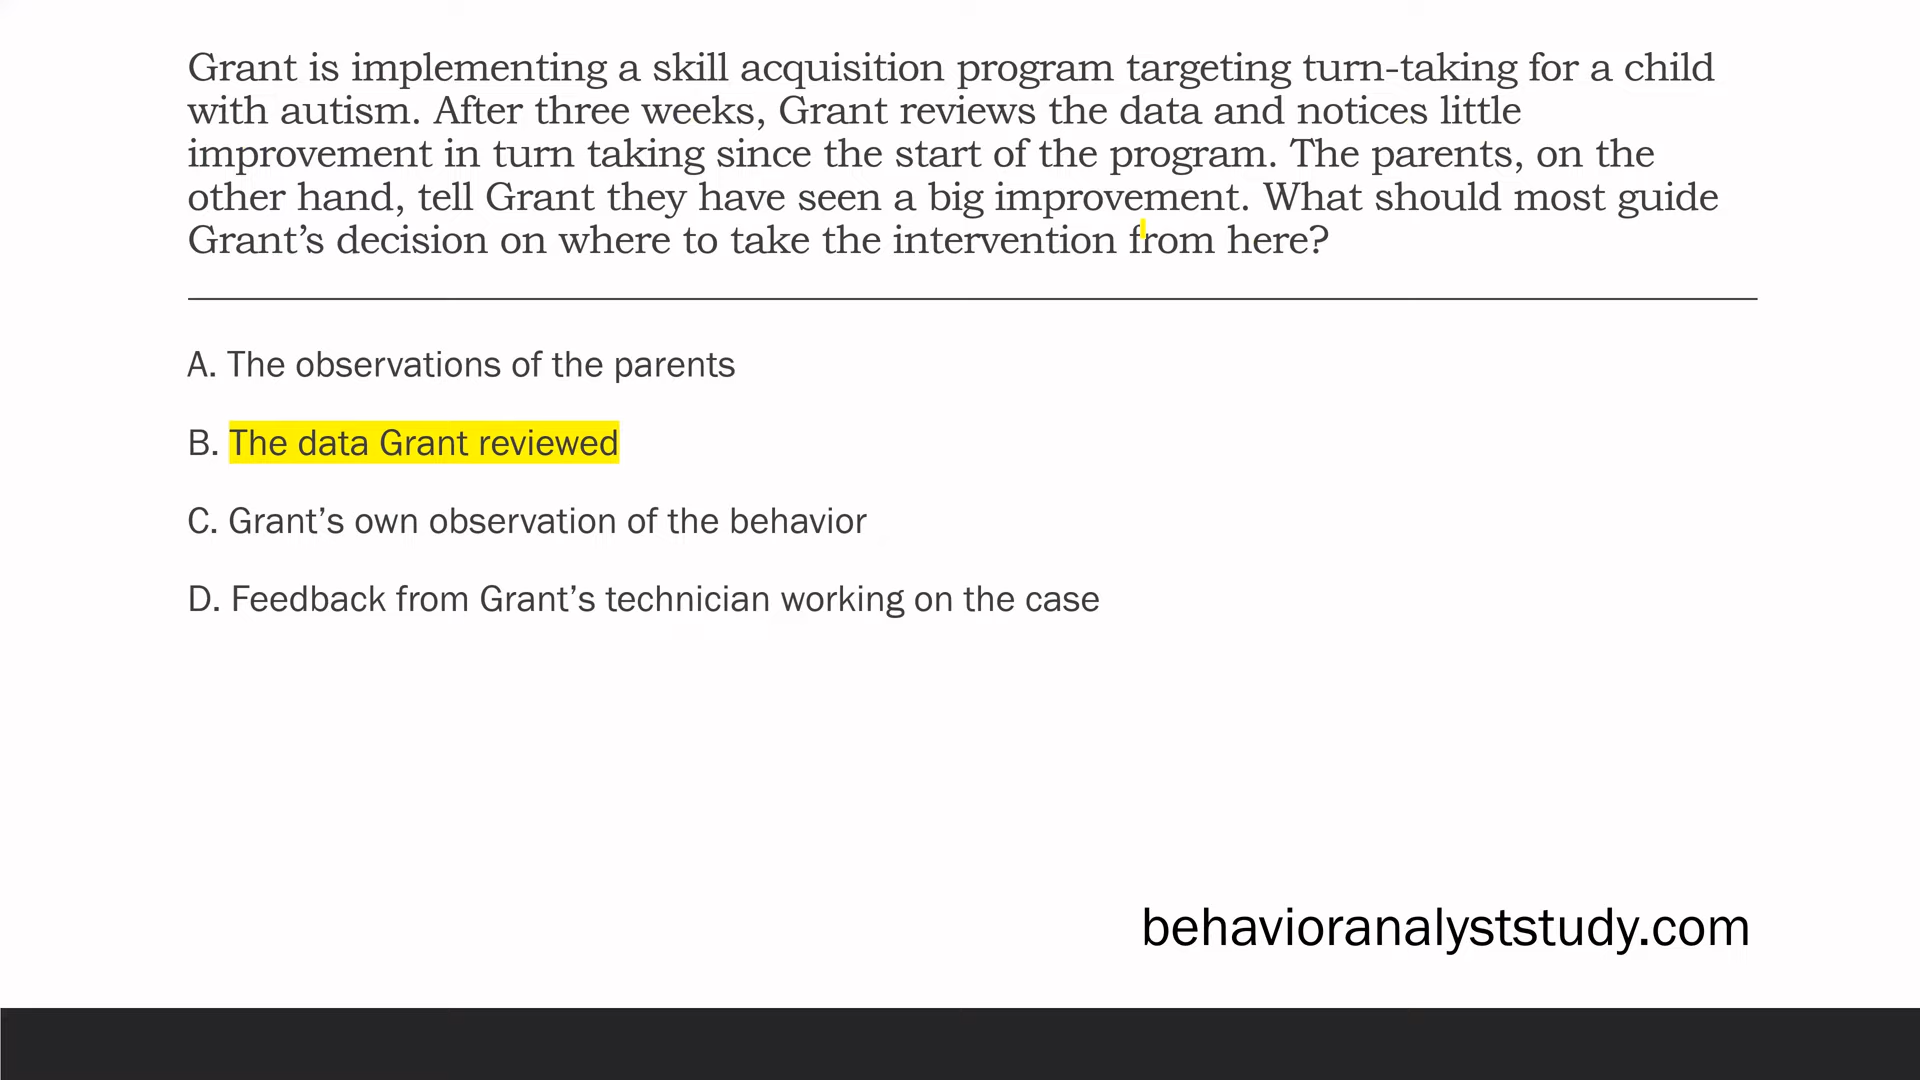 Grant is implementing a skill acquisition program targeting turn-taking for a child
with autism. After three weeks, Grant reviews the data and notices little
improvement in turn taking since the start of the program. The parents, on the
other hand, tell Grant they have seen a big improvement. What should most guide
Grant’s decision on where to take the intervention from here?
A. The observations of the parents
B. The data Grant reviewed
C. Grant’s own observation of the behavior
D. Feedback from Grant’s technician working on the case
behavioranalyststudy.com